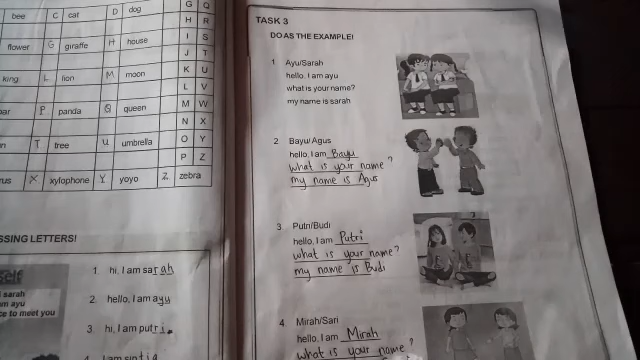 bee C cat D dog
flower G giraffe H house
king L lion M moon
P panda Q queen
T tree U umbrella
X xylophone Y yoyo Z zebra
G Q
H R
I S
J T
K U
L V
M W
N X
O Y
P Z
SSING LETTERS!
self
sarah
am ayu
to meet you
1. hi, I am sarah
2. hello, I am ayu
3. hi, I am putri
TASK 3
DO AS THE EXAMPLE!
1 Ayu/Sarah
hello, I am ayu
what is your name?
my name is sarah
2 Bayu/Agus
hello, I am Bayu
what is your name?
my name is Agus
3 Putri/Budi
hello, I am Putri
what is your name?
my name is Budi
4. Mirah/Sari
hello, I am Mirah
what is your name?